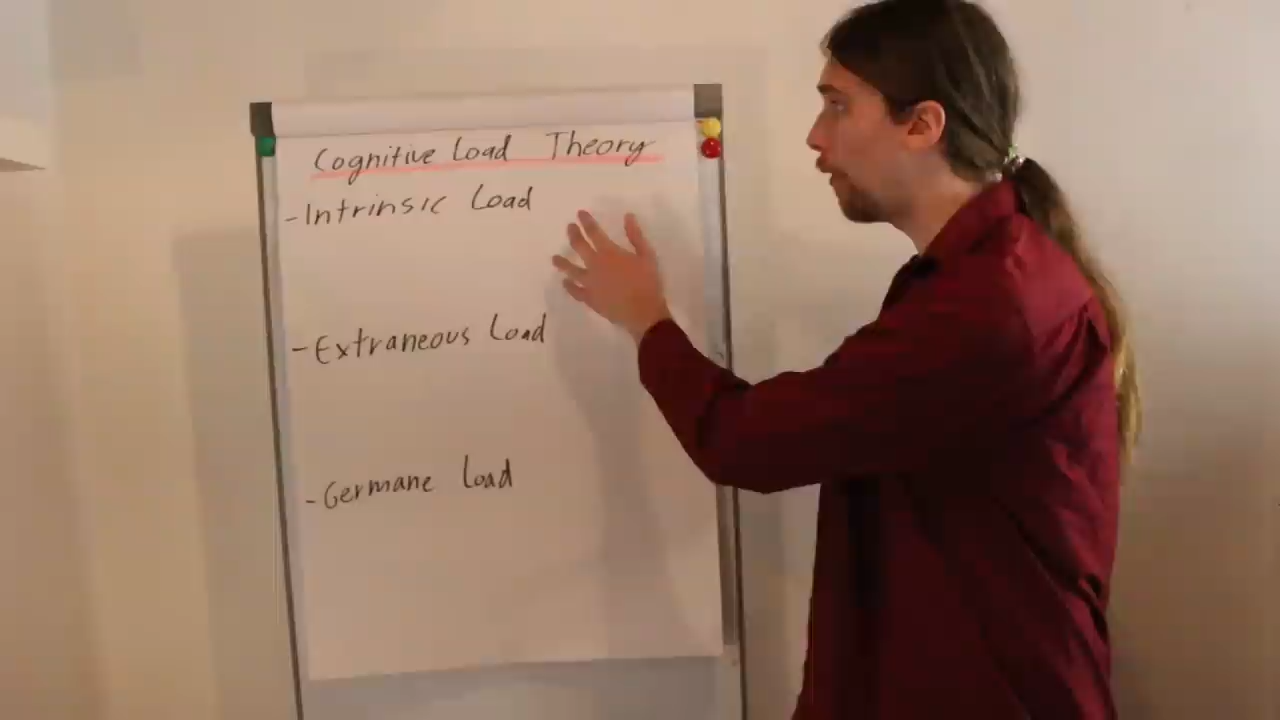 Cognitive Load Theory
-Intrinsic Load
-Extraneous Load
-Germane Load